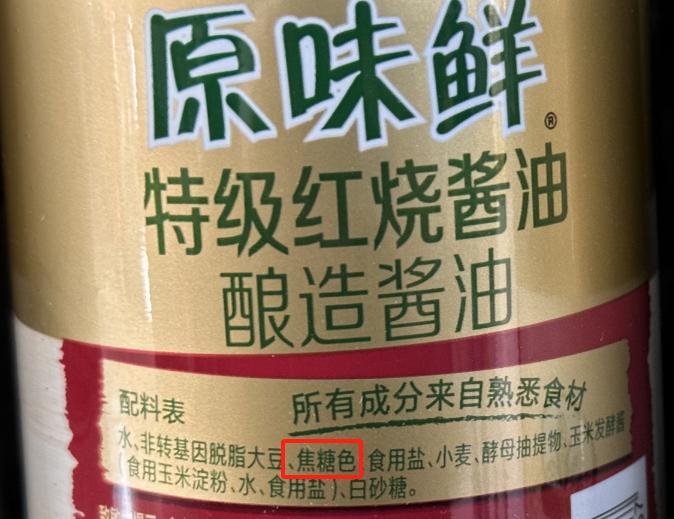 原味鲜®
特级红烧酱油
酿造酱油
配料表 所有成分来自熟悉食材
水、非转基因脱脂大豆、焦糖色、食用盐、小麦、酵母抽提物、玉米发酵酱
(食用玉米淀粉、水、食用盐)、白砂糖。